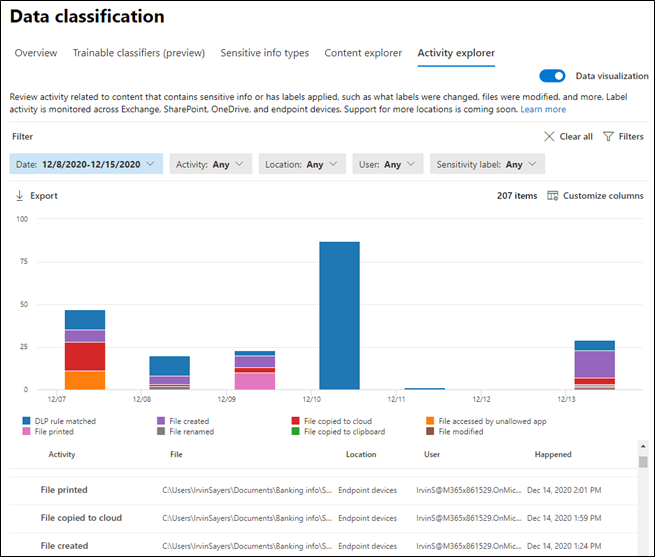 Data classification
Overview Trainable classifiers (preview) Sensitive info types Content explorer Activity explorer
Data visualization
Review activity related to content that contains sensitive info or has labels applied, such as what labels were changed, files were modified, and more. Label
activity is monitored across Exchange, SharePoint, OneDrive, and endpoint devices. Support for more locations is coming soon. Learn more
Filter Clear all Filters
Date: 12/8/2020-12/15/2020 Activity: Any Location: Any User: Any Sensitivity label: Any
Export 207 items Customize columns
100
75
50
25
0
12/07 12/08 12/09 12/10 12/11 12/12 12/13
DLP rule matched File created File copied to cloud File accessed by unallowed app
File printed File renamed File copied to clipboard File modified
Activity File Location User Happened
File printed C:\Users\IrvinSayers\Documents\Banking info\S... Endpoint devices IrvinS@M365x861529.OnMic... Dec 14, 2020 2:01 PM
File copied to cloud C:\Users\IrvinSayers\Documents\Banking info\S... Endpoint devices IrvinS@M365x861529.OnMic... Dec 14, 2020 1:59 PM
File created C:\Users\IrvinSayers\Documents\Banking info\S... Endpoint devices IrvinS@M365x861529.OnMic... Dec 14, 2020 1:24 PM